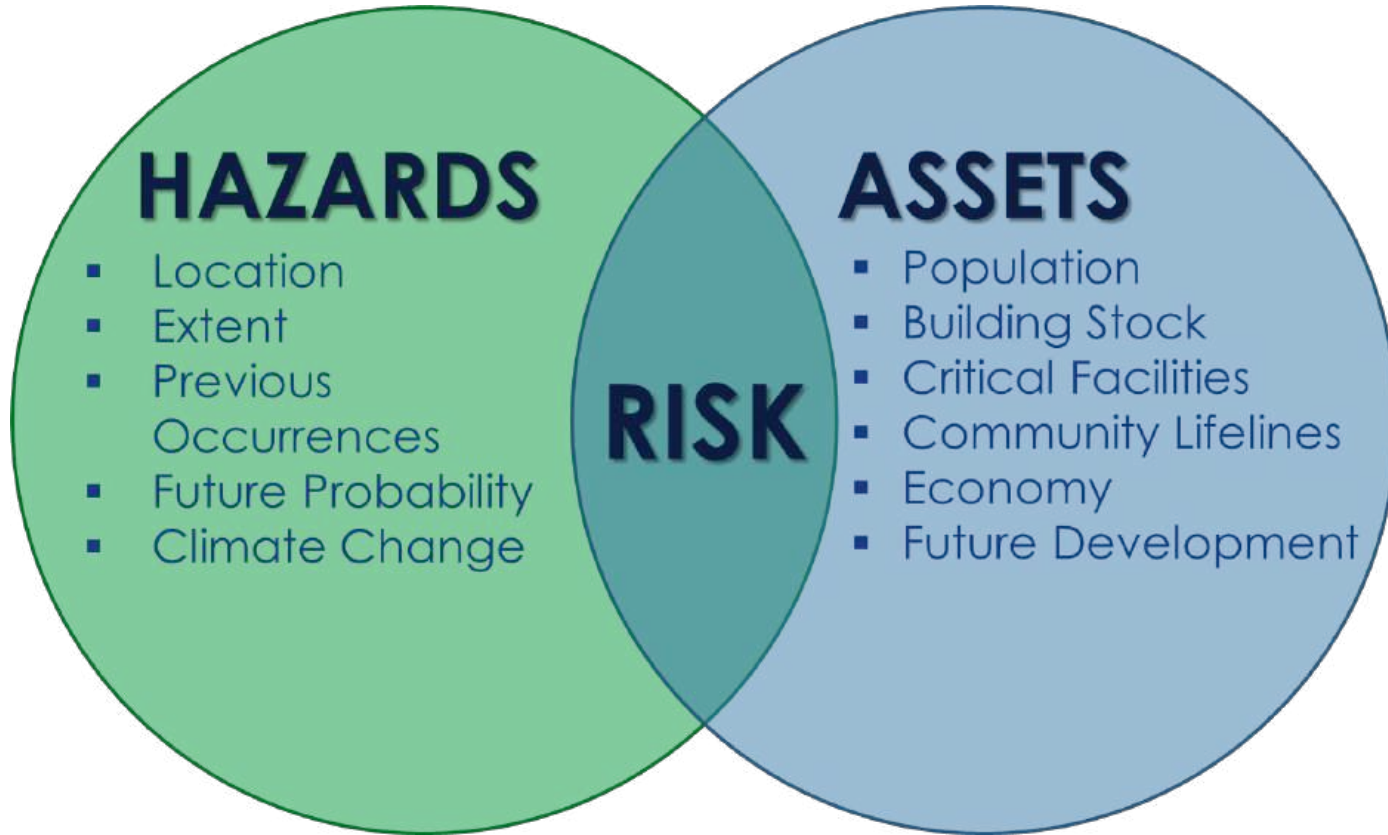 HAZARDS
▪ Location
▪ Extent
▪ Previous
Occurrences
▪ Future Probability
▪ Climate Change
RISK
ASSETS
▪ Population
▪ Building Stock
▪ Critical Facilities
▪ Community Lifelines
▪ Economy
▪ Future Development